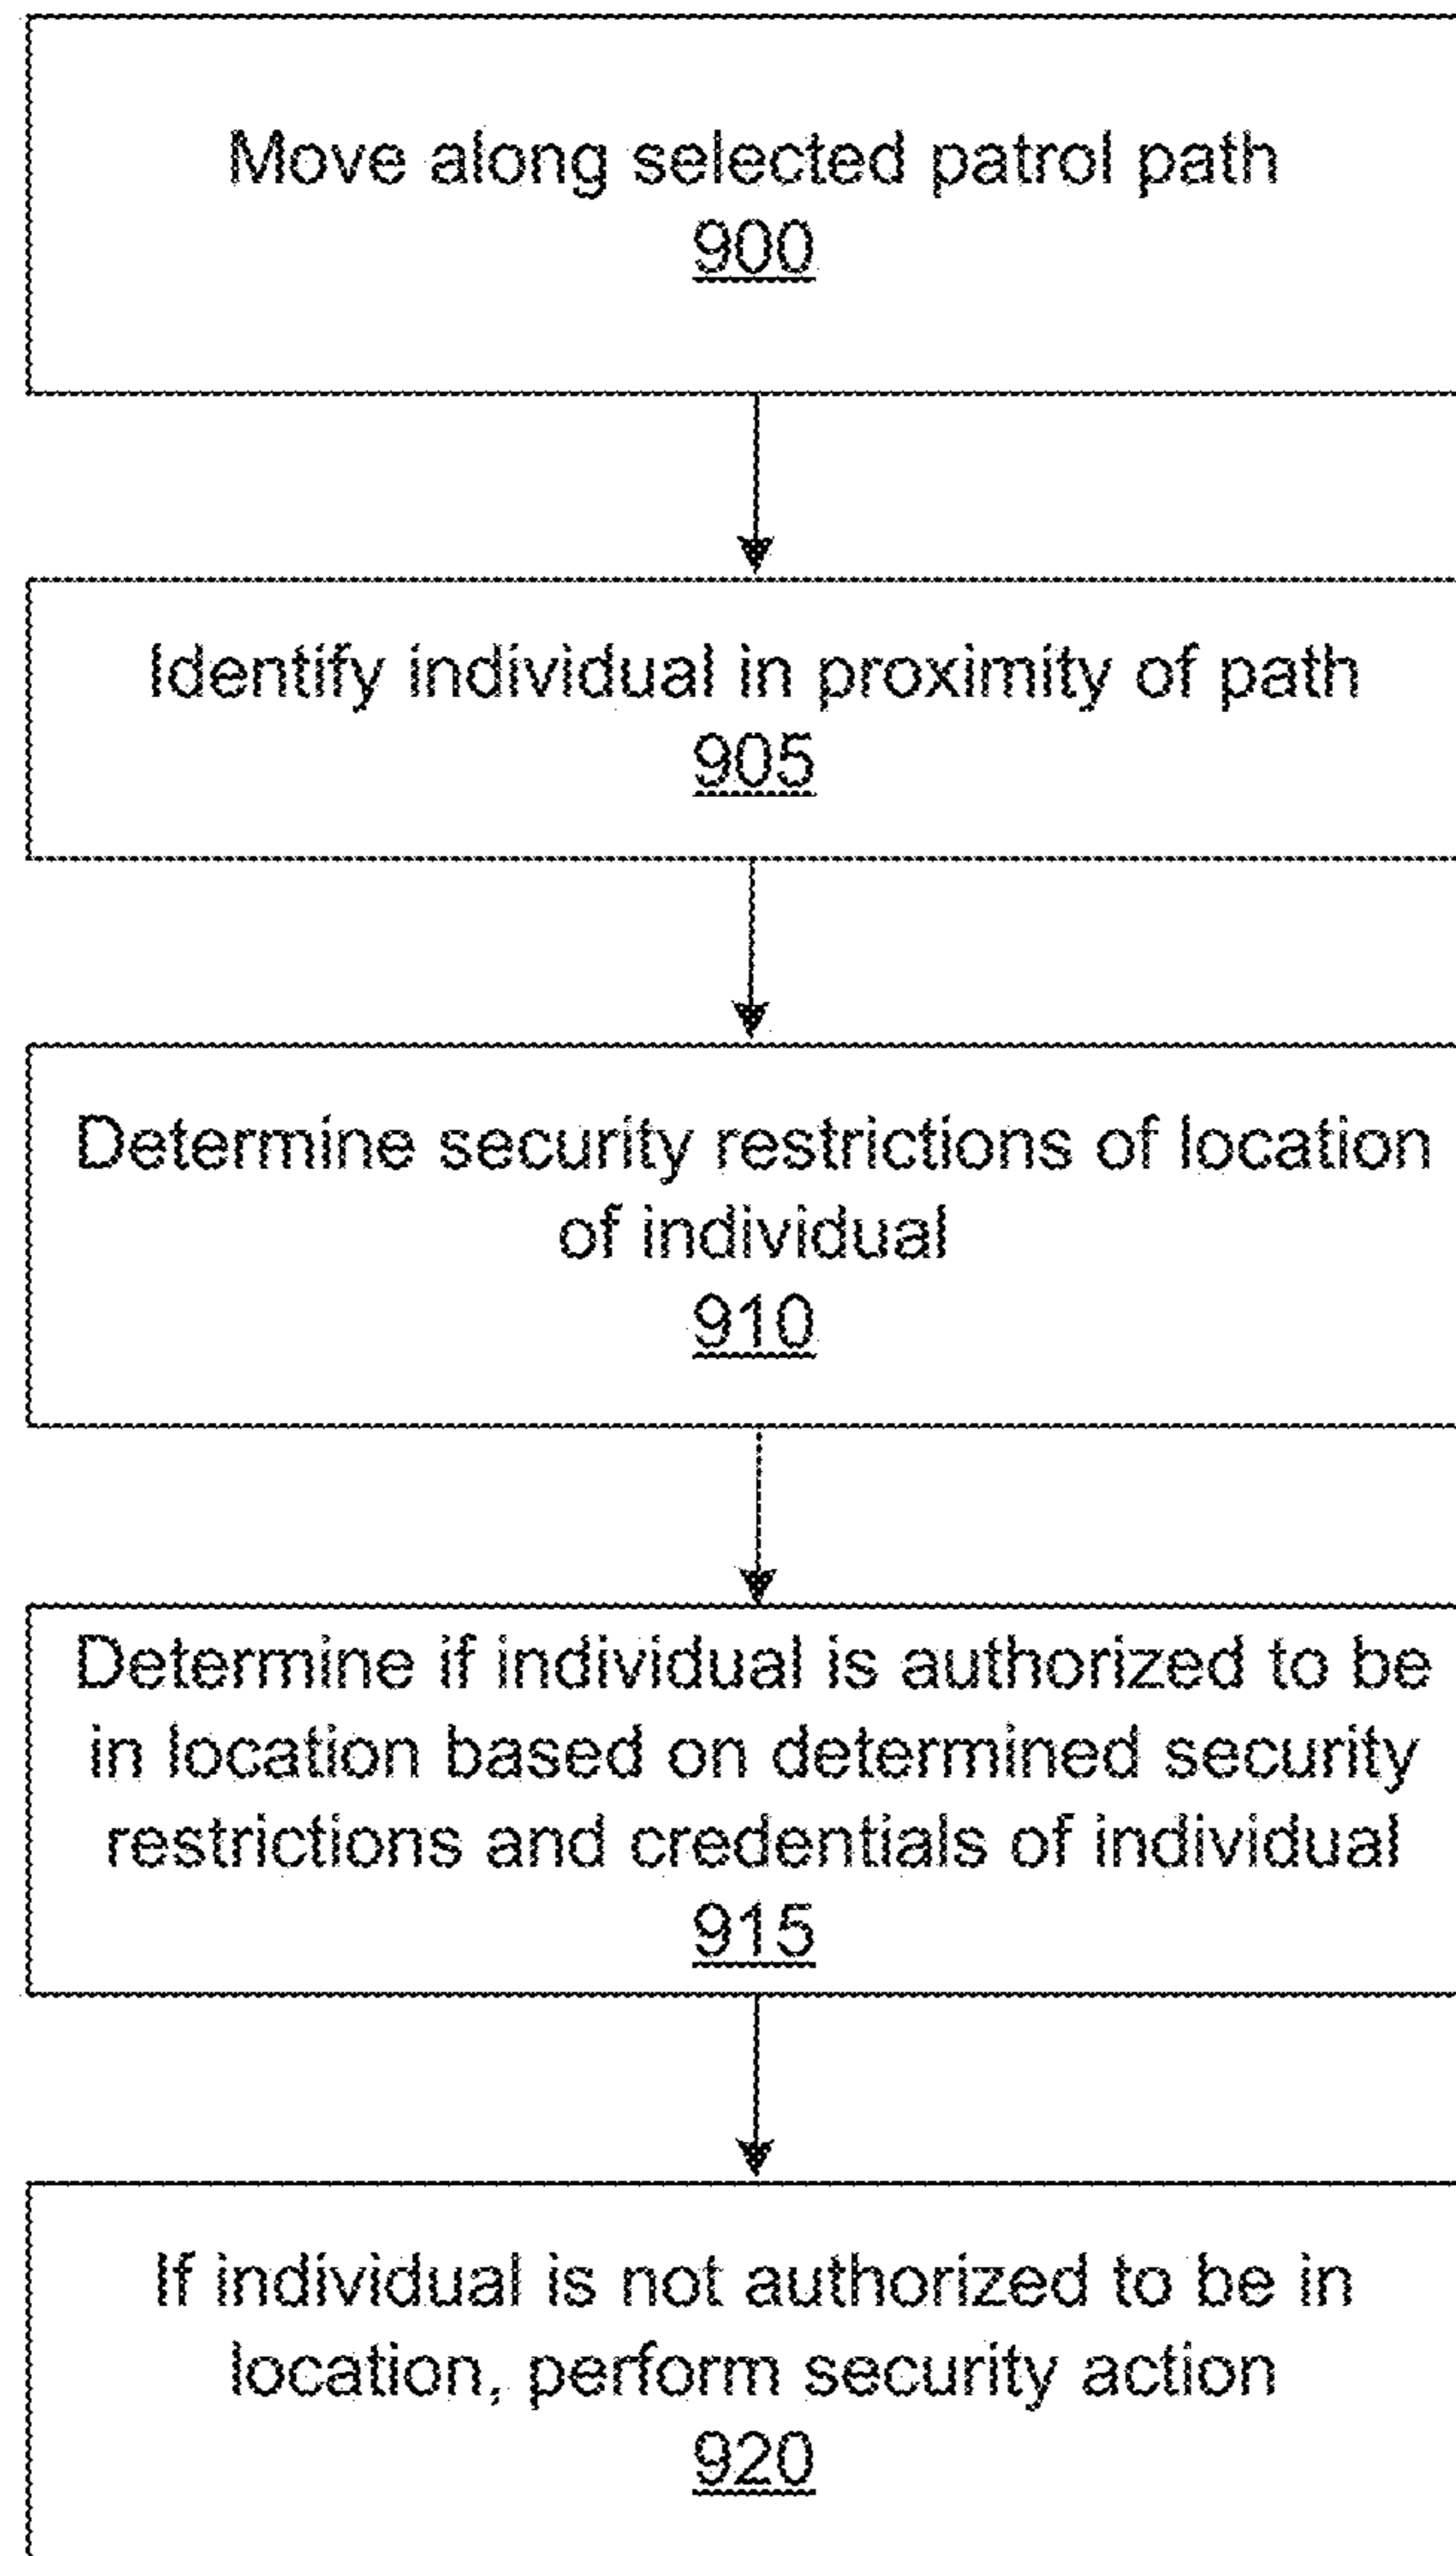 Move along selected patrol path
900
Identify individual in proximity of path
905
Determine security restrictions of location
of individual
910
Determine if individual is authorized to be
in location based on determined security
restrictions and credentials of individual
915
If individual is not authorized to be in
location, perform security action
920